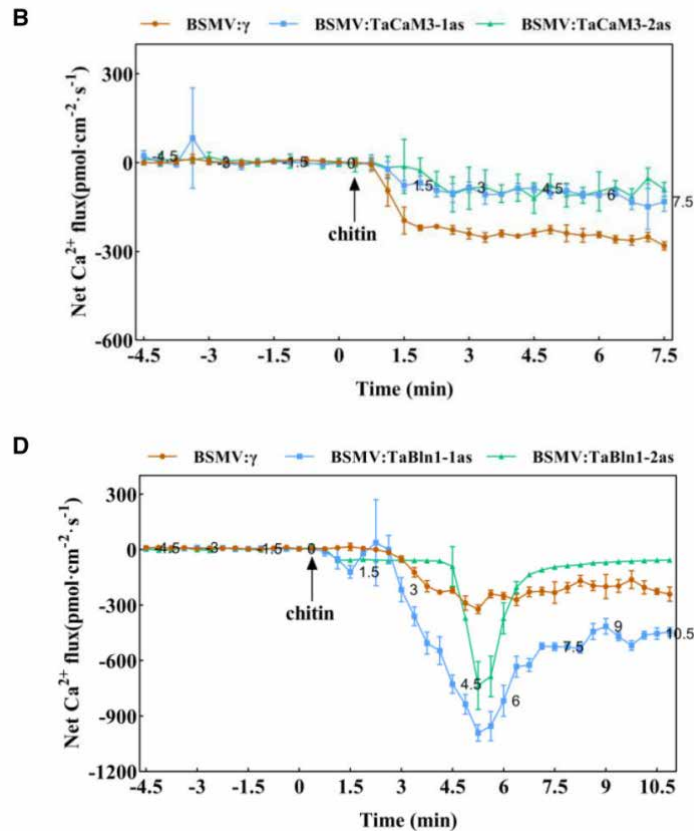 B
BSMV:γ BSMV:TaCaM3-1as BSMV:TaCaM3-2as
Net Ca²⁺ flux(pmol·cm⁻²·s⁻¹)
300
0
-300
-600
-4.5 -3 -1.5 0 1.5 3 4.5 6 7.5
chitin
-4.5 -3 -1.5 0 1.5 3 4.5 6 7.5
Time (min)
D
BSMV:γ BSMV:TaBln1-1as BSMV:TaBln1-2as
Net Ca²⁺ flux(pmol·cm⁻²·s⁻¹)
300
0
-300
-600
-900
-1200
-4.5 -3 -1.5 0 1.5 3 4.5 6 7.5 9 10.5
chitin
-4.5 -3 -1.5 0 1.5 3 4.5 6 7.5 9 10.5
Time (min)